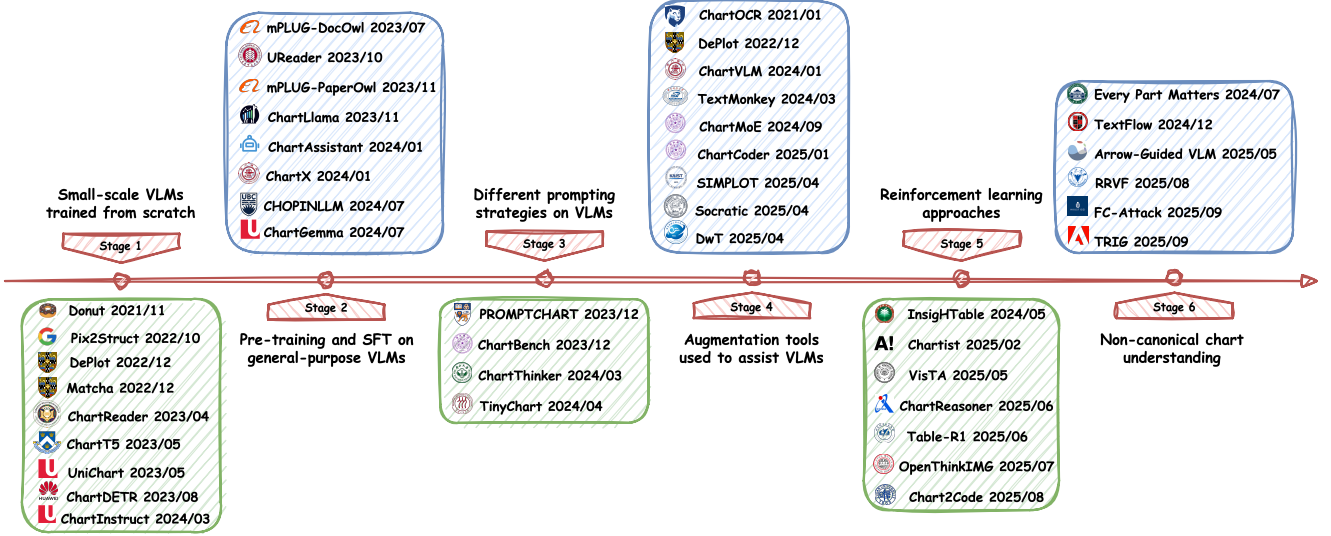 Small-scale VLMs
trained from scratch
Stage 1
Donut 2021/11
Pix2Struct 2022/10
DePlot 2022/12
Matcha 2022/12
ChartReader 2023/04
ChartT5 2023/05
UniChart 2023/05
HUAWEI
ChartDETR 2023/08
ChartInstruct 2024/03
mPLUG-DocOwl 2023/07
UReader 2023/10
mPLUG-PaperOwl 2023/11
ChartLlama 2023/11
ChartAssistant 2024/01
ChartX 2024/01
UBC
CHOPINLLM 2024/07
ChartGemma 2024/07
Stage 2
Pre-training and SFT on
general-purpose VLMs
Different prompting
strategies on VLMs
Stage 3
PROMPTCHART 2023/12
ChartBench 2023/12
ChartThinker 2024/03
TinyChart 2024/04
ChartOCR 2021/01
DePlot 2022/12
ChartVLM 2024/01
TextMonkey 2024/03
ChartMoE 2024/09
ChartCoder 2025/01
KAIST
SIMPLOT 2025/04
Socratic 2025/04
DwT 2025/04
Stage 4
Augmentation tools
used to assist VLMs
Reinforcement learning
approaches
Stage 5
InsigHTable 2024/05
A!
Chartist 2025/02
VisTA 2025/05
ChartReasoner 2025/06
Table-R1 2025/06
OpenThinkIMG 2025/07
Chart2Code 2025/08
Every Part Matters 2024/07
TextFlow 2024/12
Arrow-Guided VLM 2025/05
RRVF 2025/08
FC-Attack 2025/09
TRIG 2025/09
Stage 6
Non-canonical chart
understanding